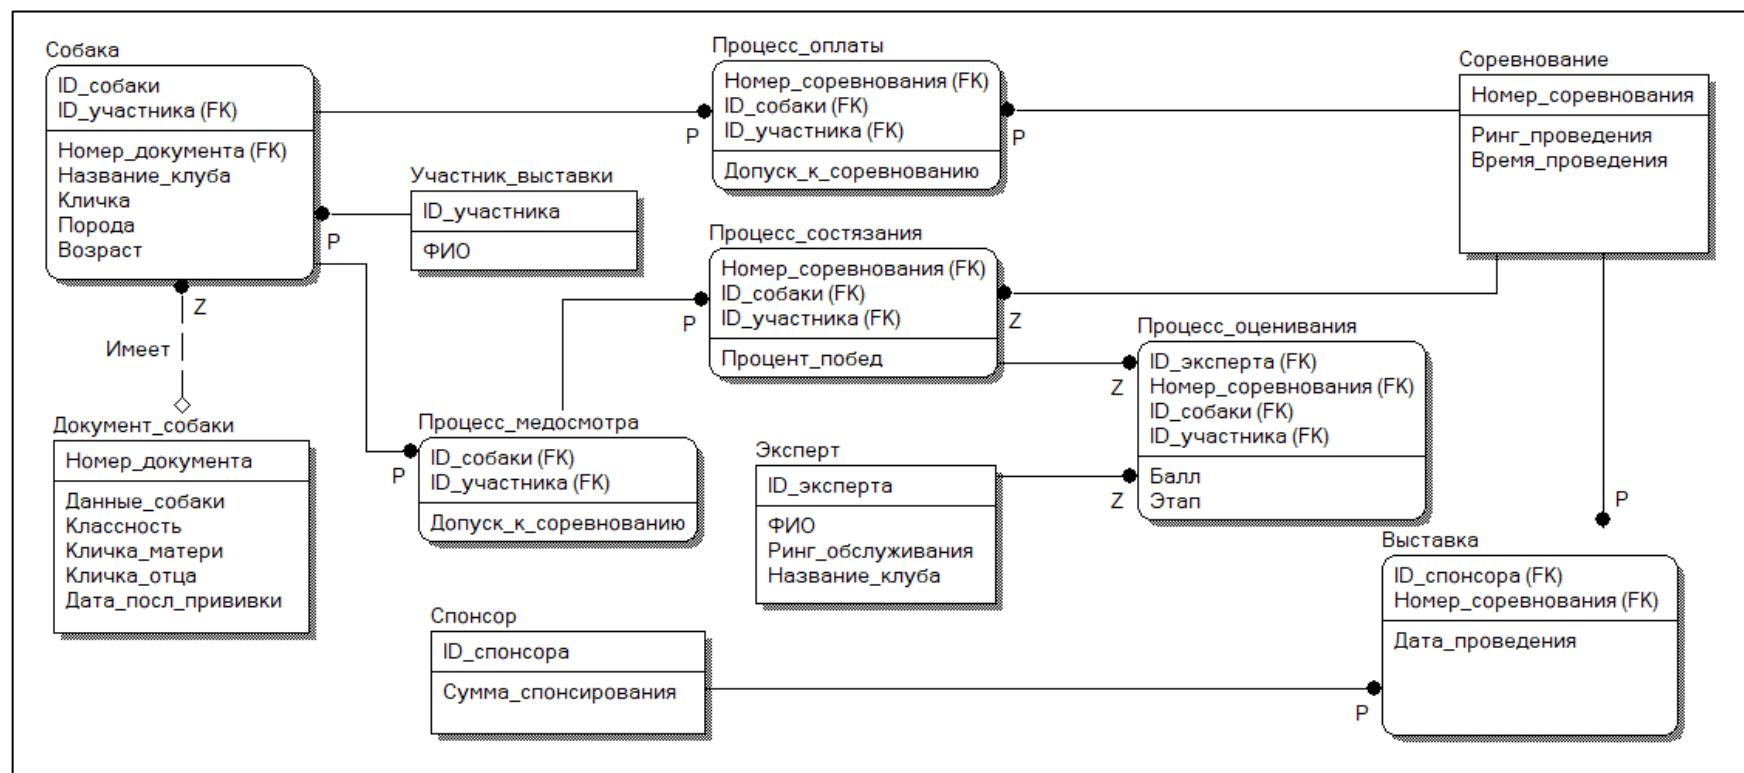 Собака
ID_собаки
ID_участника (FK)
Номер_документа (FK)
Название_клуба
Кличка
Порода
Возраст
Z
Имеет
Документ_собаки
Номер_документа
Данные_собаки
Классность
Кличка_матери
Кличка_отца
Дата_посл_прививки
Участник_выставки
ID_участника
ФИО
P
Процесс_оплаты
Номер_соревнования (FK)
ID_собаки (FK)
ID_участника (FK)
Допуск_к_соревнованию
P
P
Соревнование
Номер_соревнования
Ринг_проведения
Время_проведения
Процесс_состязания
Номер_соревнования (FK)
ID_собаки (FK)
ID_участника (FK)
Процент_побед
P
Z
Процесс_медосмотра
ID_собаки (FK)
ID_участника (FK)
Допуск_к_соревнованию
P
Процесс_оценивания
ID_эксперта (FK)
Номер_соревнования (FK)
ID_собаки (FK)
ID_участника (FK)
Балл
Этап
Z
Z
Эксперт
ID_эксперта
ФИО
Ринг_обслуживания
Название_клуба
Спонсор
ID_спонсора
Сумма_спонсирования
P
P
Выставка
ID_спонсора (FK)
Номер_соревнования (FK)
Дата_проведения